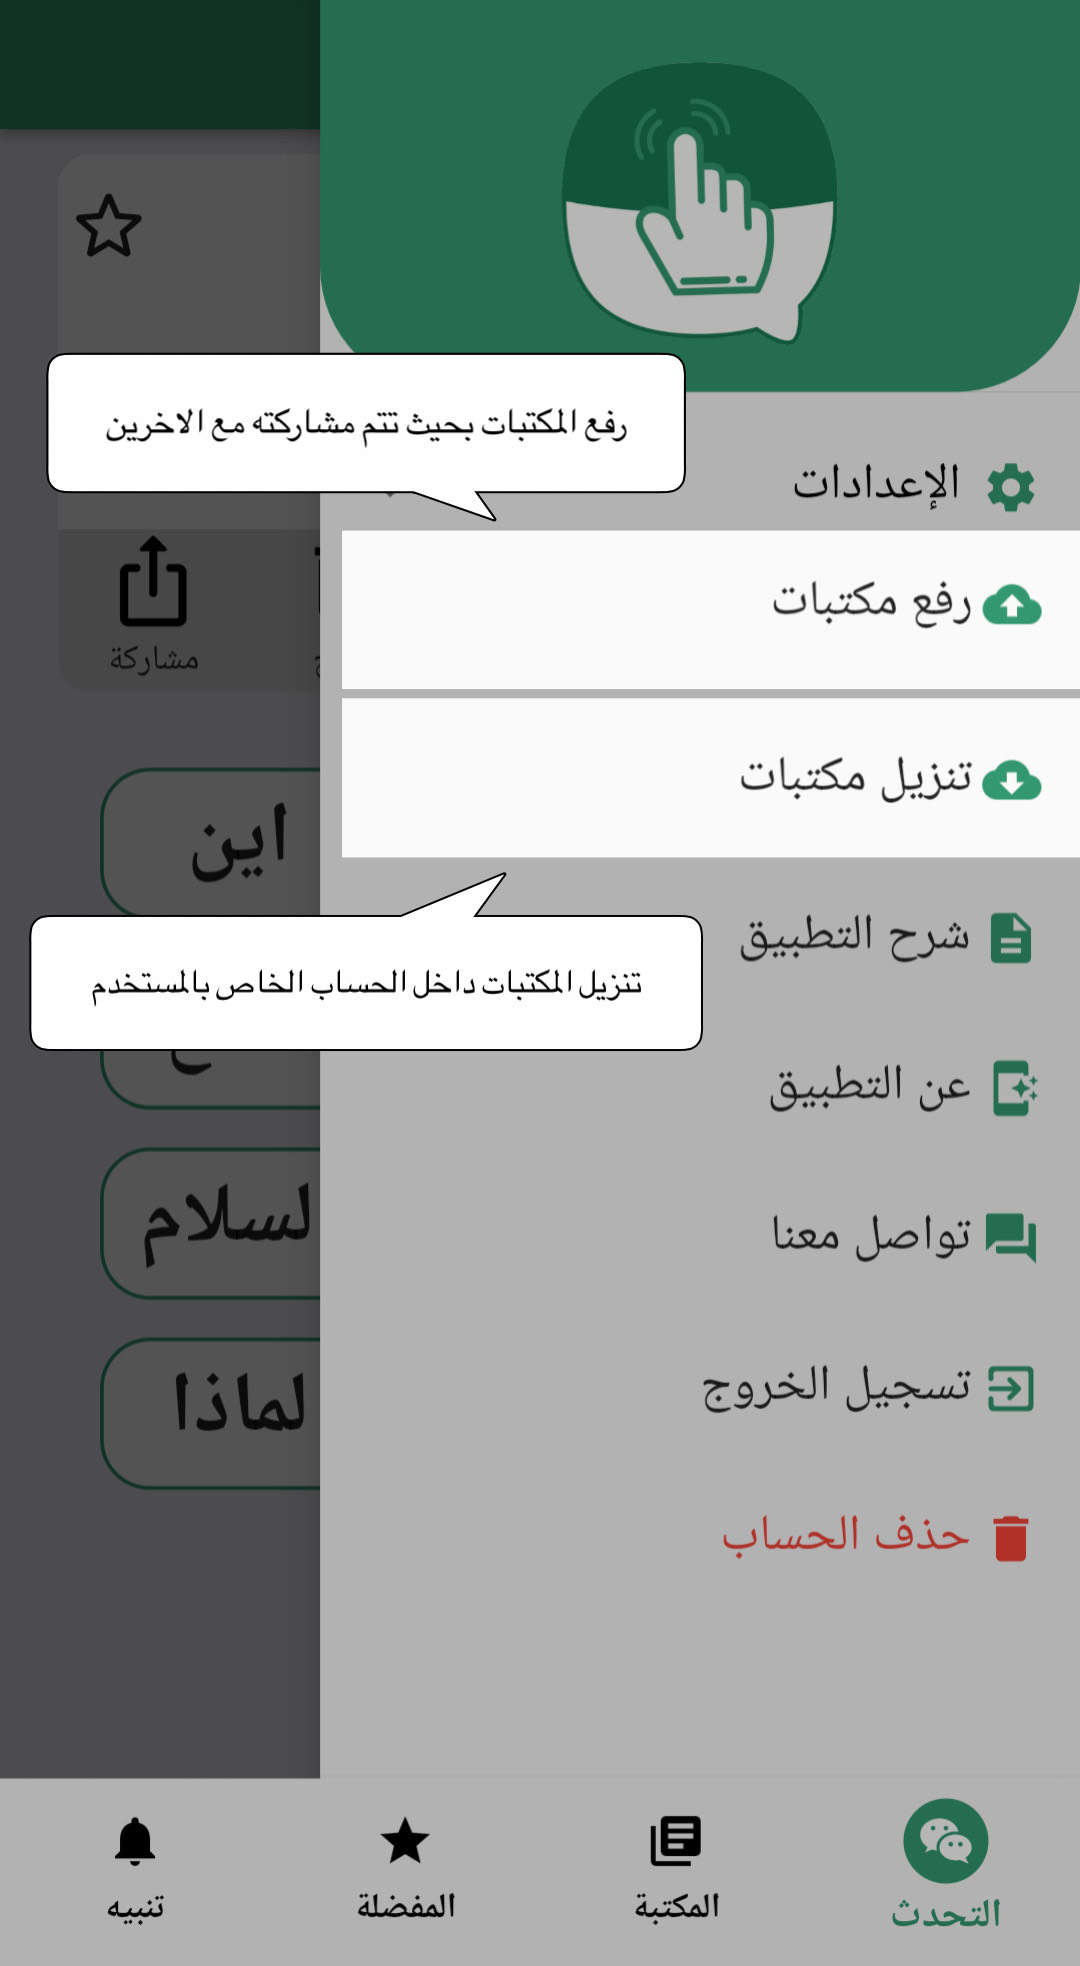 رفع المكتبات بحيث تتم مشاركته مع الاخرين
الإعدادات
رفع مكتبات
مشاركة
تنزيل مكتبات
اين
شرح التطبيق
تنزيل المكتبات داخل الحساب الخاص بالمستخدم
عن التطبيق
تواصل معنا
لسلام
تسجيل الخروج
لماذا
حذف الحساب
التحدث
المكتبة
المفضلة
تنبيه